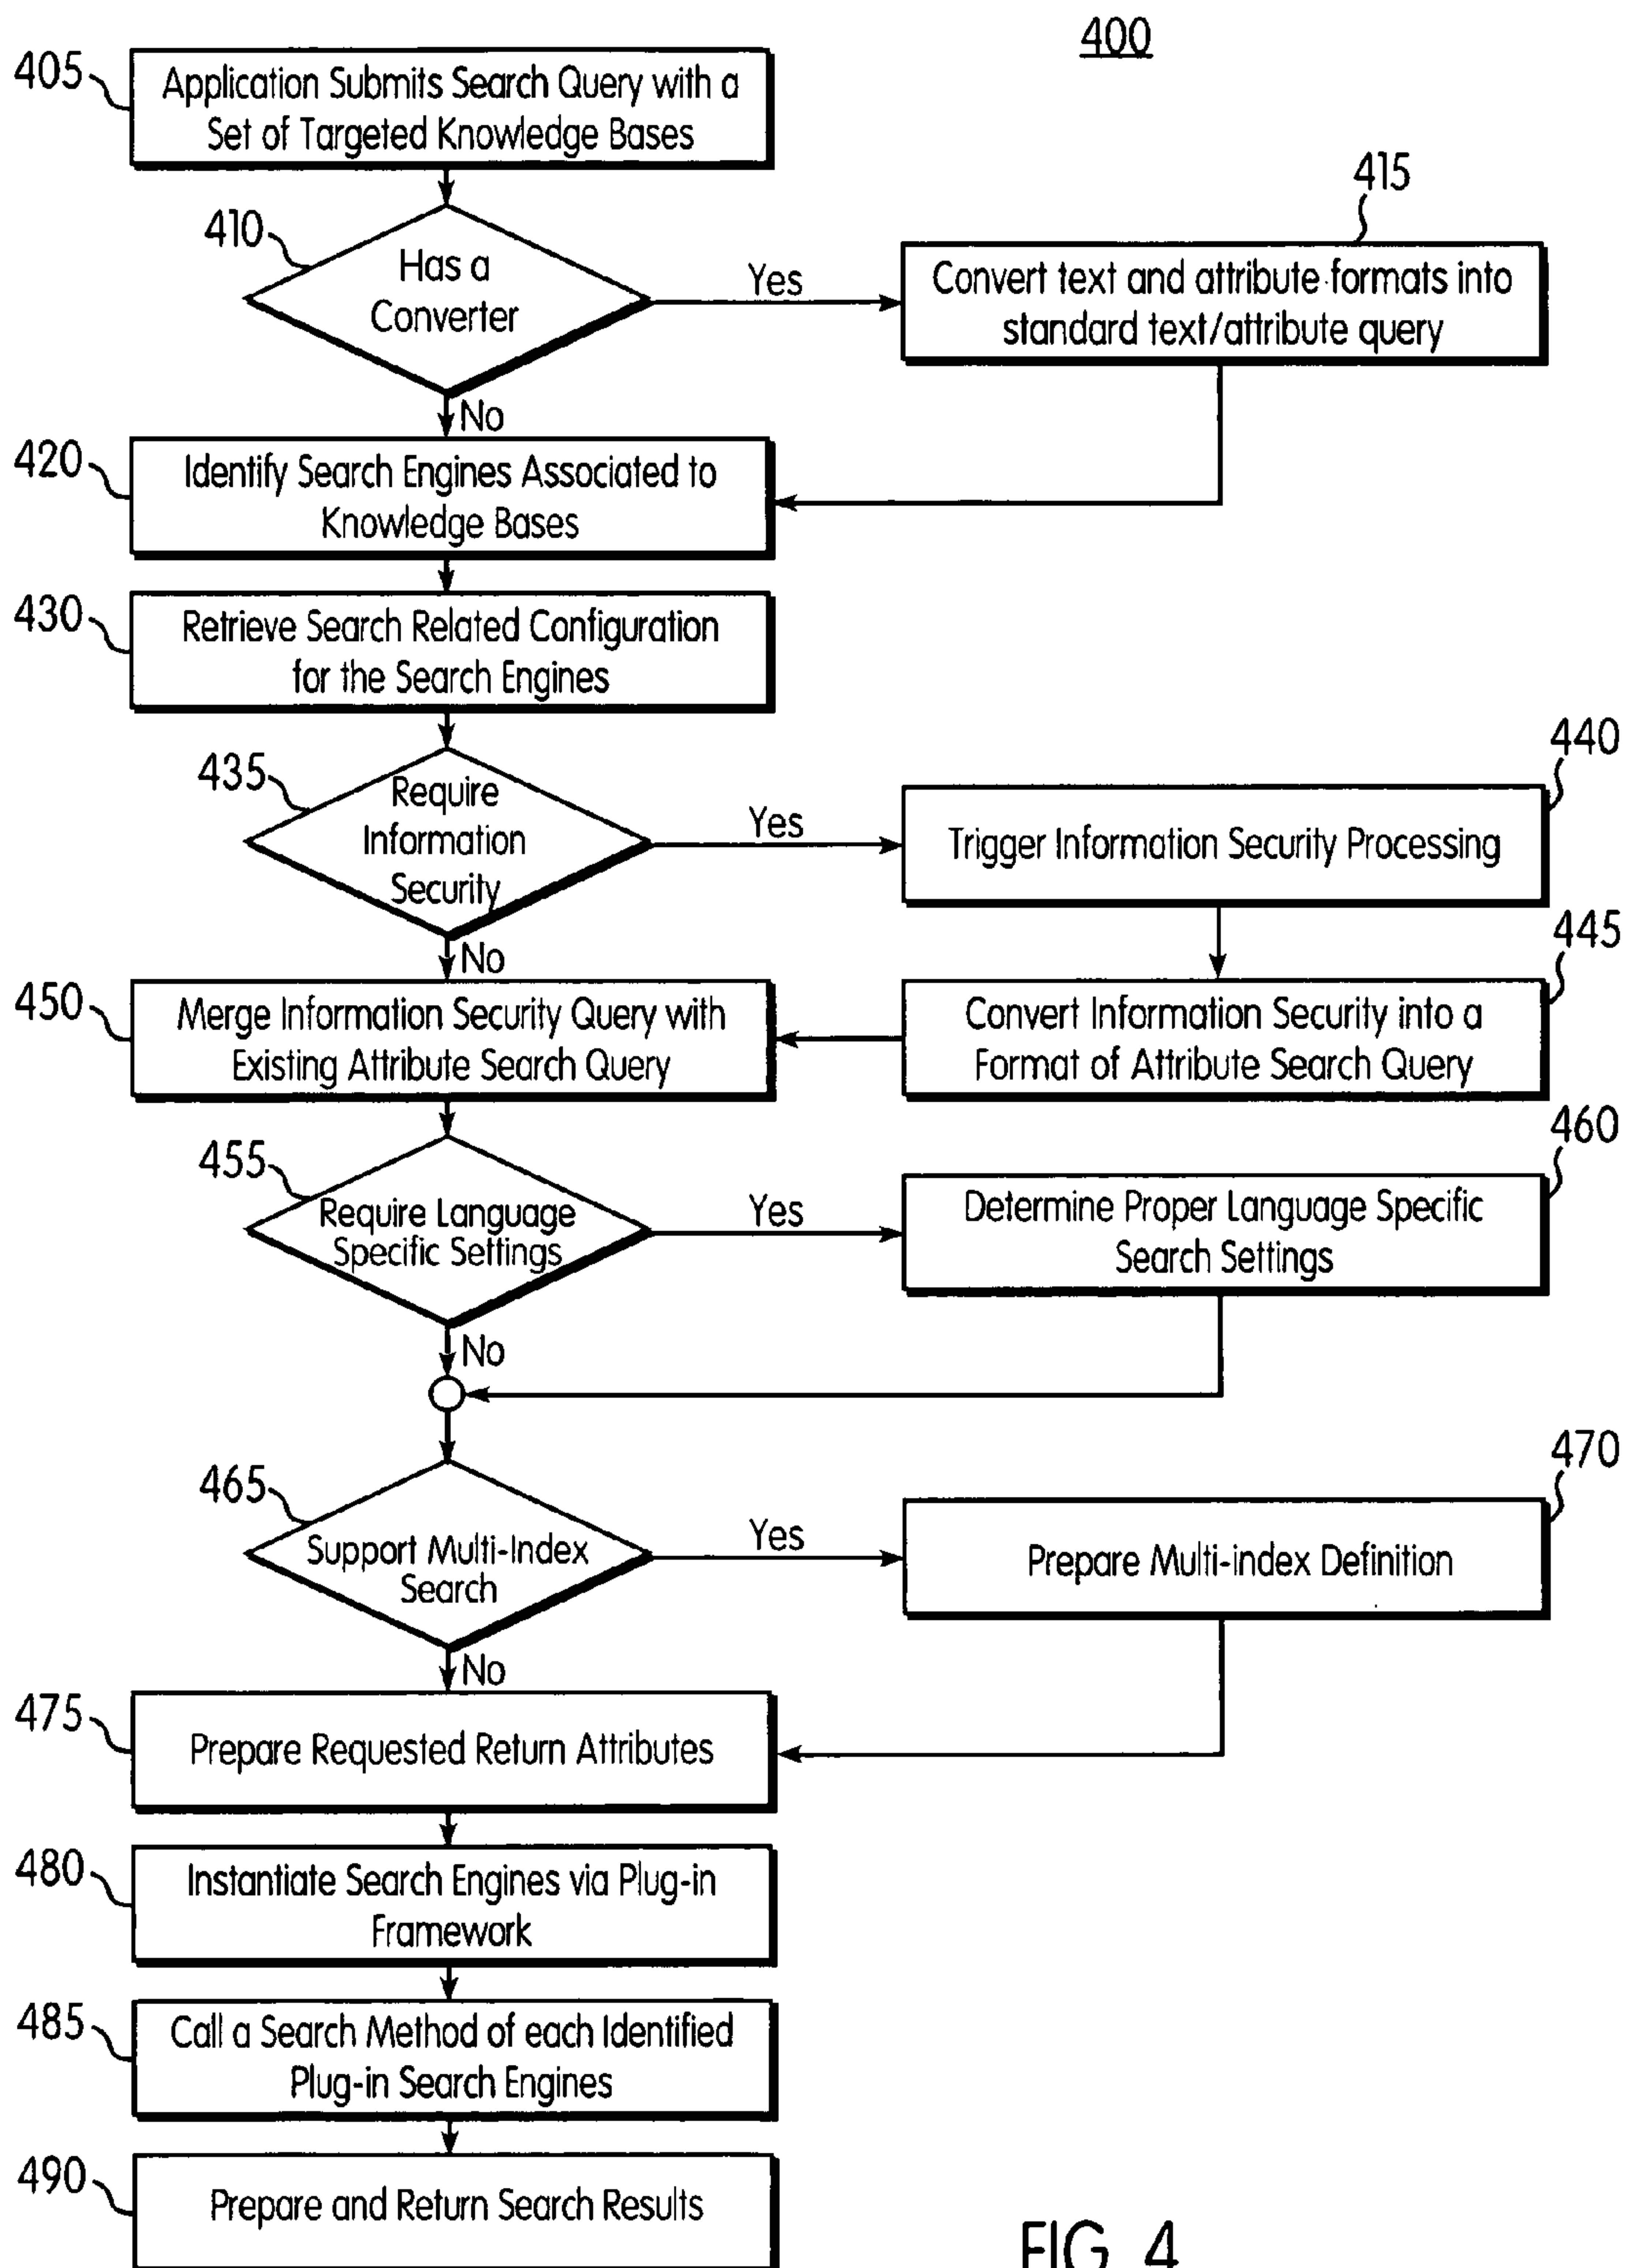 400
405
Application Submits Search Query with a
Set of Targeted Knowledge Bases
410
Has a
Converter
Yes
415
Convert text and attribute formats into
standard text/attribute query
No
420
Identify Search Engines Associated to
Knowledge Bases
430
Retrieve Search Related Configuration
for the Search Engines
435
Require
Information
Security
Yes
440
Trigger Information Security Processing
No
445
Convert Information Security into a
Format of Attribute Search Query
450
Merge Information Security Query with
Existing Attribute Search Query
455
Require Language
Specific Settings
Yes
460
Determine Proper Language Specific
Search Settings
No
465
Support Multi-Index
Search
Yes
470
Prepare Multi-index Definition
No
475
Prepare Requested Return Attributes
480
Instantiate Search Engines via Plug-in
Framework
485
Call a Search Method of each Identified
Plug-in Search Engines
490
Prepare and Return Search Results
FIG. 4